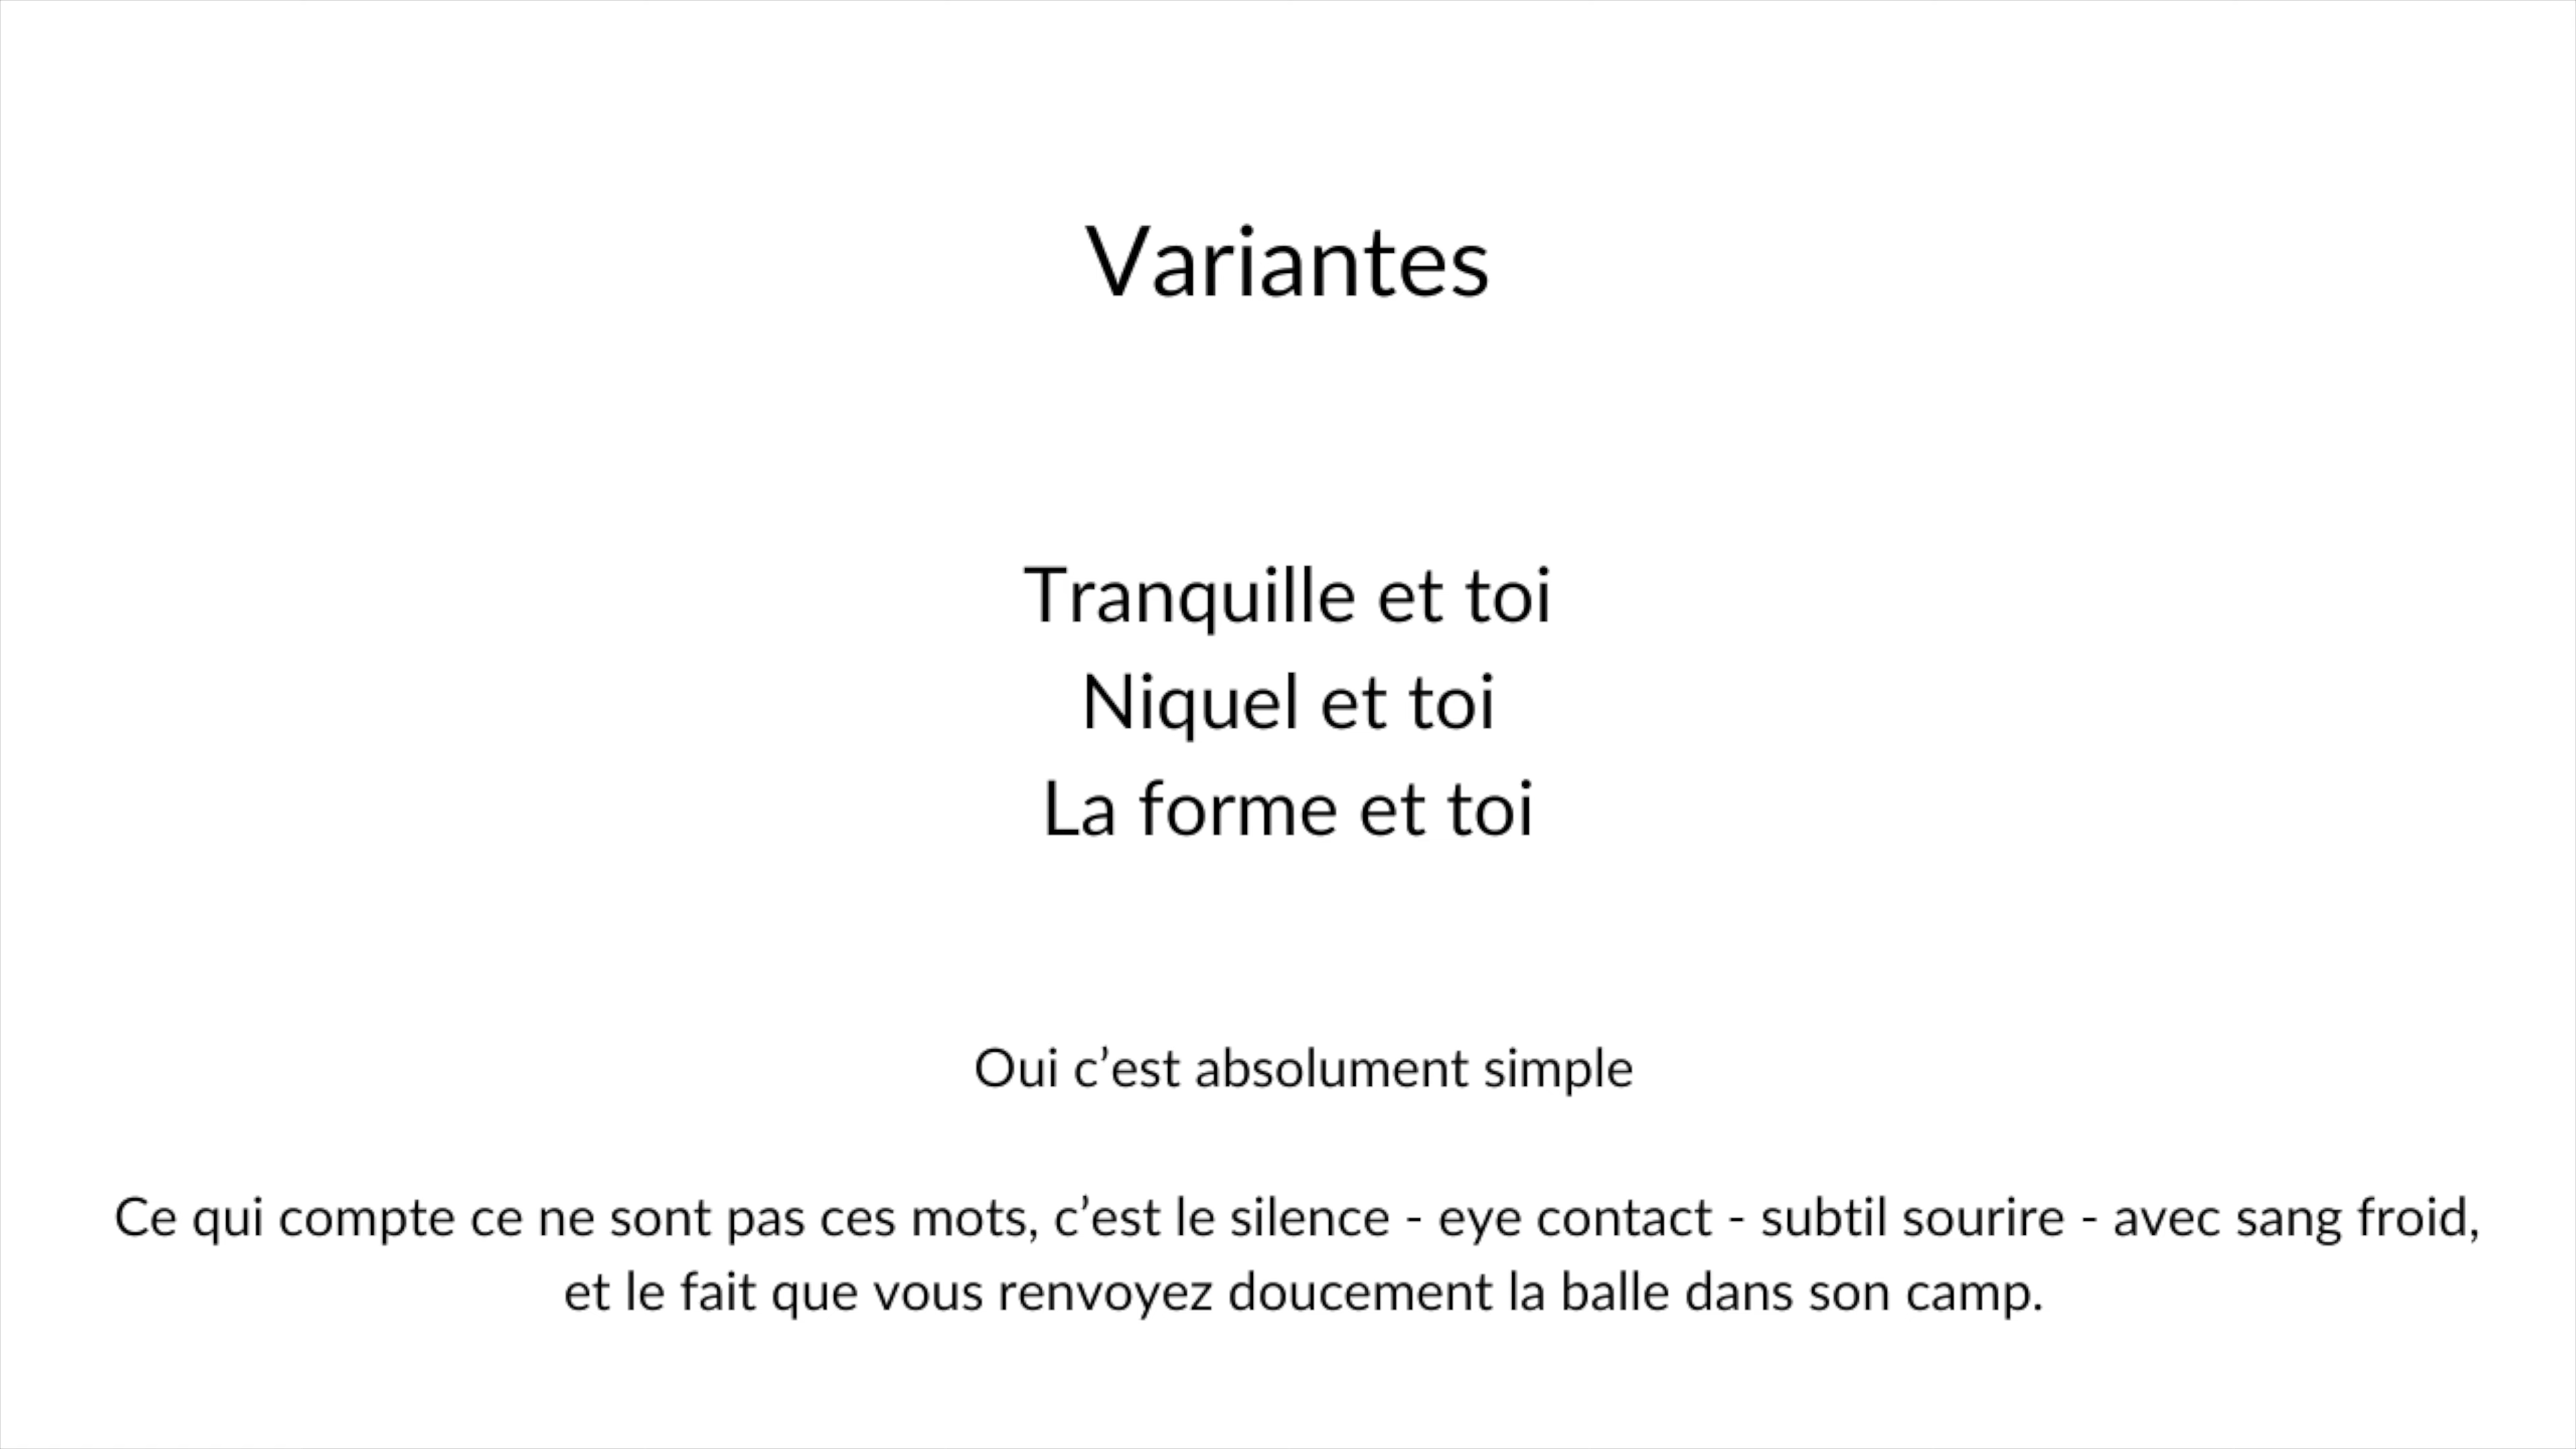 Variantes
Tranquille et toi
Niquel et toi
La forme et toi
Oui c’est absolument simple
Ce qui compte ce ne sont pas ces mots, c’est le silence - eye contact - subtil sourire - avec sang froid,
et le fait que vous renvoyez doucement la balle dans son camp.